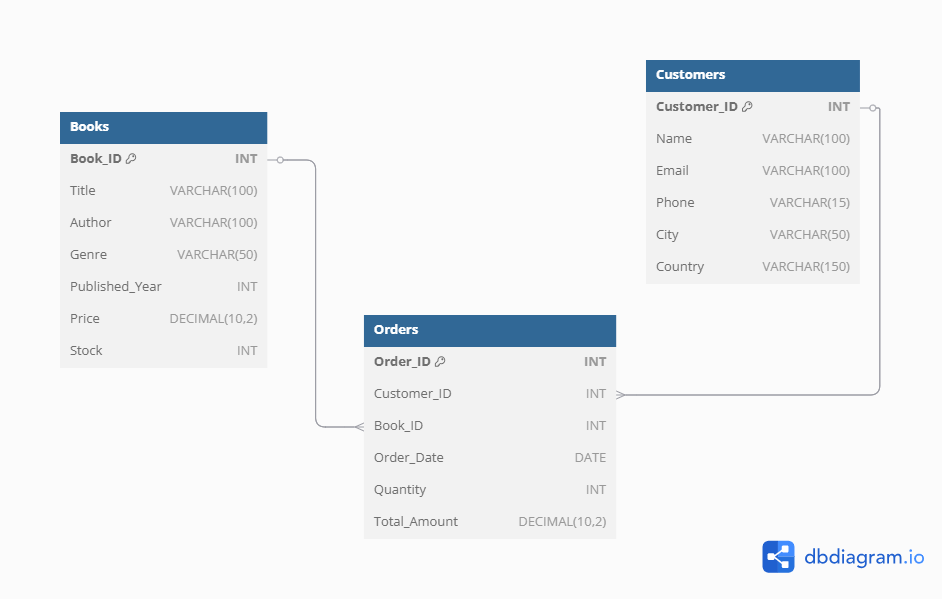 Books
Book_ID INT
Title VARCHAR(100)
Author VARCHAR(100)
Genre VARCHAR(50)
Published_Year INT
Price DECIMAL(10,2)
Stock INT
Customers
Customer_ID INT
Name VARCHAR(100)
Email VARCHAR(100)
Phone VARCHAR(15)
City VARCHAR(50)
Country VARCHAR(150)
Orders
Order_ID INT
Customer_ID INT
Book_ID INT
Order_Date DATE
Quantity INT
Total_Amount DECIMAL(10,2)
dbdiagram.io